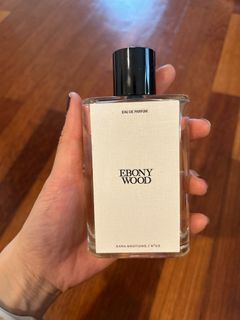 EAU DE PARFUM
EBONY
WOOD
ZARA EMOTIONS / Nº03